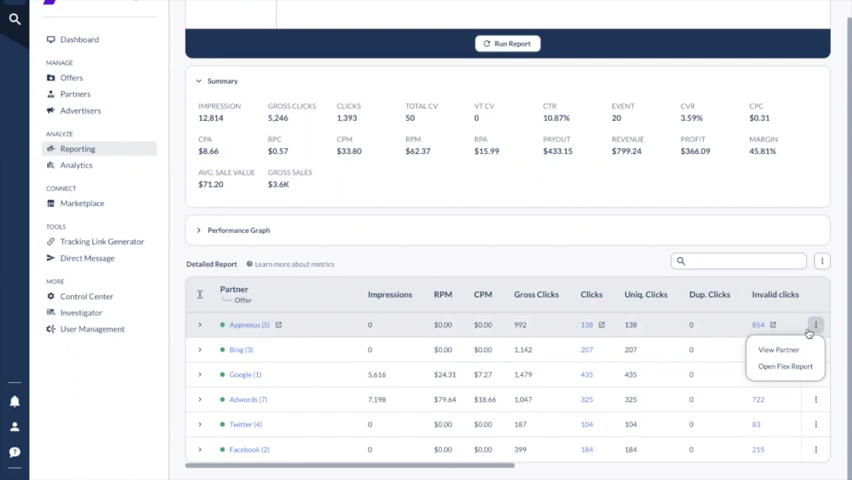 Run Report
Dashboard
MANAGE
Offers
Partners
Advertisers
ANALYZE
Reporting
Analytics
CONNECT
Marketplace
TOOLS
Tracking Link Generator
Direct Message
MORE
Control Center
Investigator
User Management
Summary
IMPRESSION GROSS CLICKS CLICKS TOTAL CV VT CV CTR EVENT CVR CPC
12,814 5,246 1,393 50 0 10.87% 20 3.59% $0.31
CPA RPC CPM RPM RPA PAYOUT REVENUE PROFIT MARGIN
$8.66 $0.57 $33.80 $62.37 $15.99 $433.15 $799.24 $366.09 45.81%
AVG. SALE VALUE GROSS SALES
$71.20 $3.6K
Performance Graph
Detailed Report Learn more about metrics
Partner Impressions RPM CPM Gross Clicks Clicks Uniq. Clicks Dup. Clicks Invalid clicks
Offer
Appnexus (5) 0 $0.00 $0.00 992 138 138 0 854
Bing (3) 0 $0.00 $0.00 1,142 207 207 0
View Partner
Open Flex Report
Google (1) 5,616 $24.31 $7.27 1,479 435 435 0
Adwords (7) 7,198 $79.64 $18.66 1,047 325 325 0 722
Twitter (4) 0 $0.00 $0.00 187 104 104 0 83
Facebook (2) 0 $0.00 $0.00 399 184 184 0 215